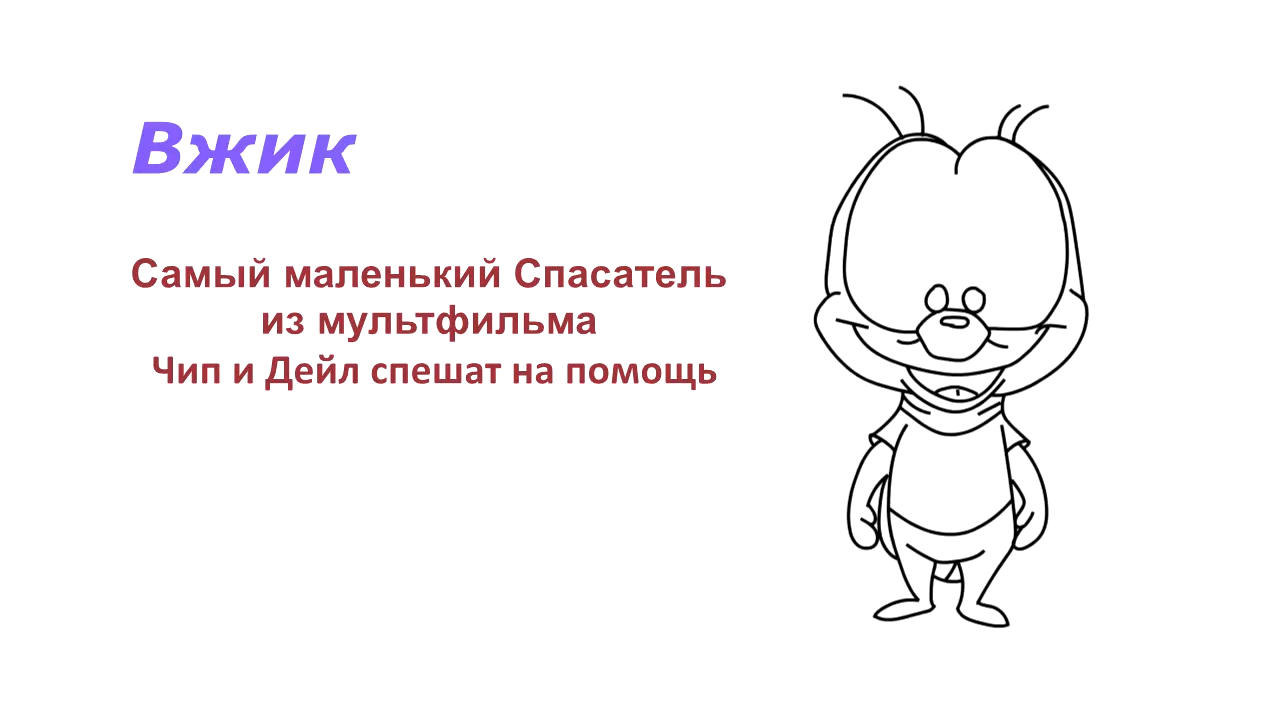 Вжик
Самый маленький Спасатель
из мультфильма
Чип и Дейл спешат на помощь